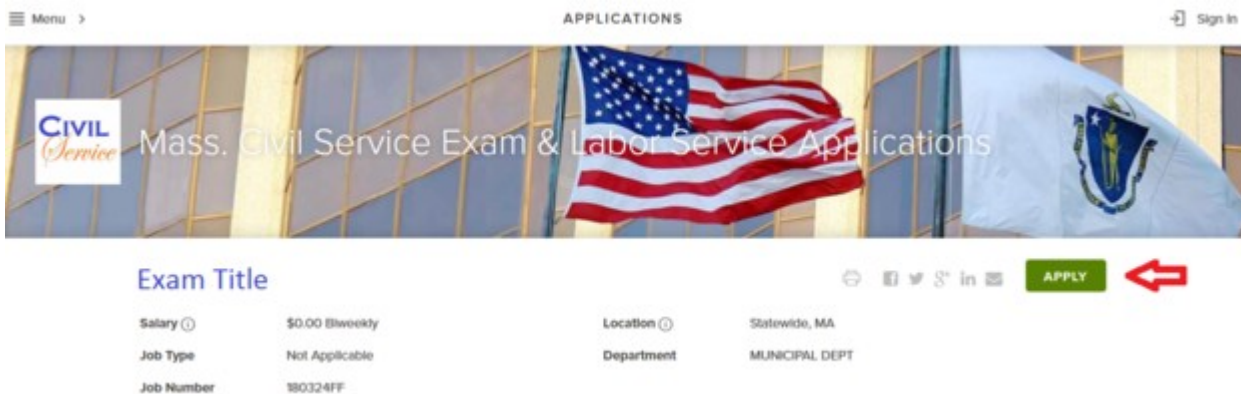 Menu >
APPLICATIONS
Sign In
CIVIL
Service
Mass. Civil Service Exam & Labor Service Applications
Exam Title
APPLY
Salary
$0.00 Biweekly
Location
Statewide, MA
Job Type
Not Applicable
Department
MUNICIPAL DEPT
Job Number
180324FF